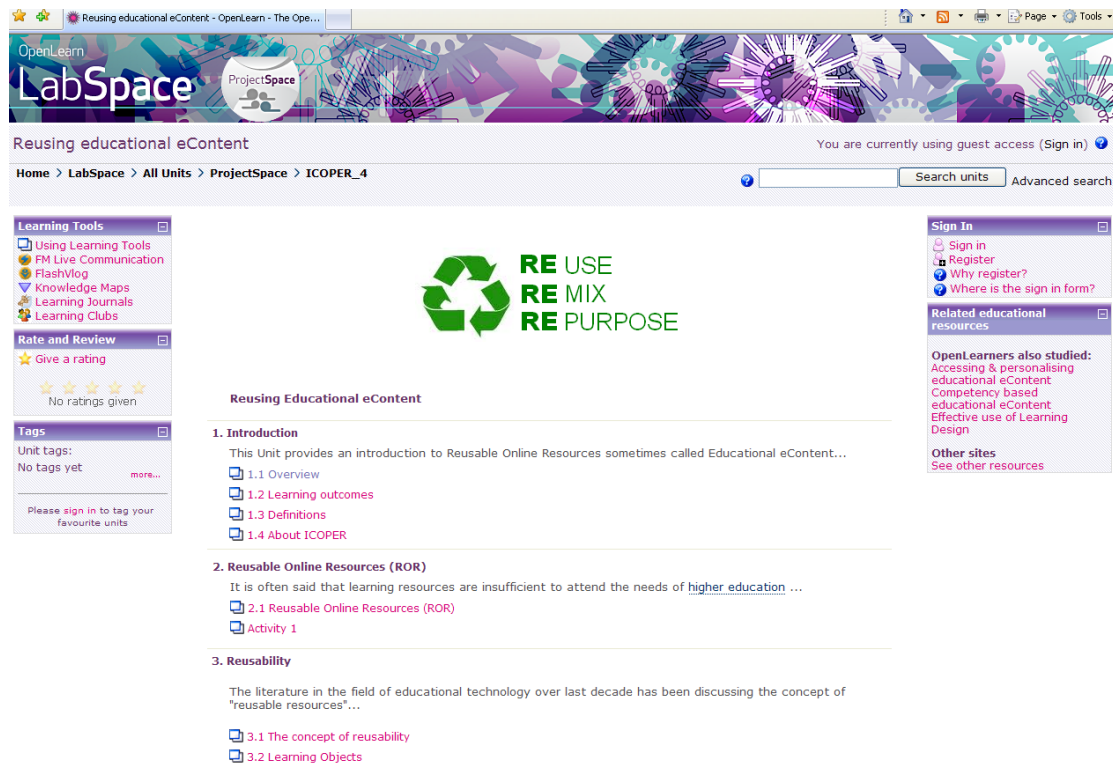 Reusing educational eContent - OpenLearn - The Ope...
Page
Tools
OpenLearn
LabSpace
ProjectSpace
Reusing educational eContent
You are currently using guest access (Sign in)
Home > LabSpace > All Units > ProjectSpace > ICOPER_4
Search units
Advanced search
Learning Tools
Using Learning Tools
FM Live Communication
FlashVlog
Knowledge Maps
Learning Journals
Learning Clubs
Rate and Review
Give a rating
No ratings given
Tags
Unit tags:
No tags yet
more...
Please sign in to tag your
favourite units
RE USE
RE MIX
RE PURPOSE
Reusing Educational eContent
1. Introduction
This Unit provides an introduction to Reusable Online Resources sometimes called Educational eContent...
1.1 Overview
1.2 Learning outcomes
1.3 Definitions
1.4 About ICOPER
2. Reusable Online Resources (ROR)
It is often said that learning resources are insufficient to attend the needs of higher education ...
2.1 Reusable Online Resources (ROR)
Activity 1
3. Reusability
The literature in the field of educational technology over last decade has been discussing the concept of
"reusable resources"...
3.1 The concept of reusability
3.2 Learning Objects
Sign In
Sign in
Register
Why register?
Where is the sign in form?
Related educational
resources
OpenLearners also studied:
Accessing & personalising
educational eContent
Competency based
educational eContent
Effective use of Learning
Design
Other sites
See other resources